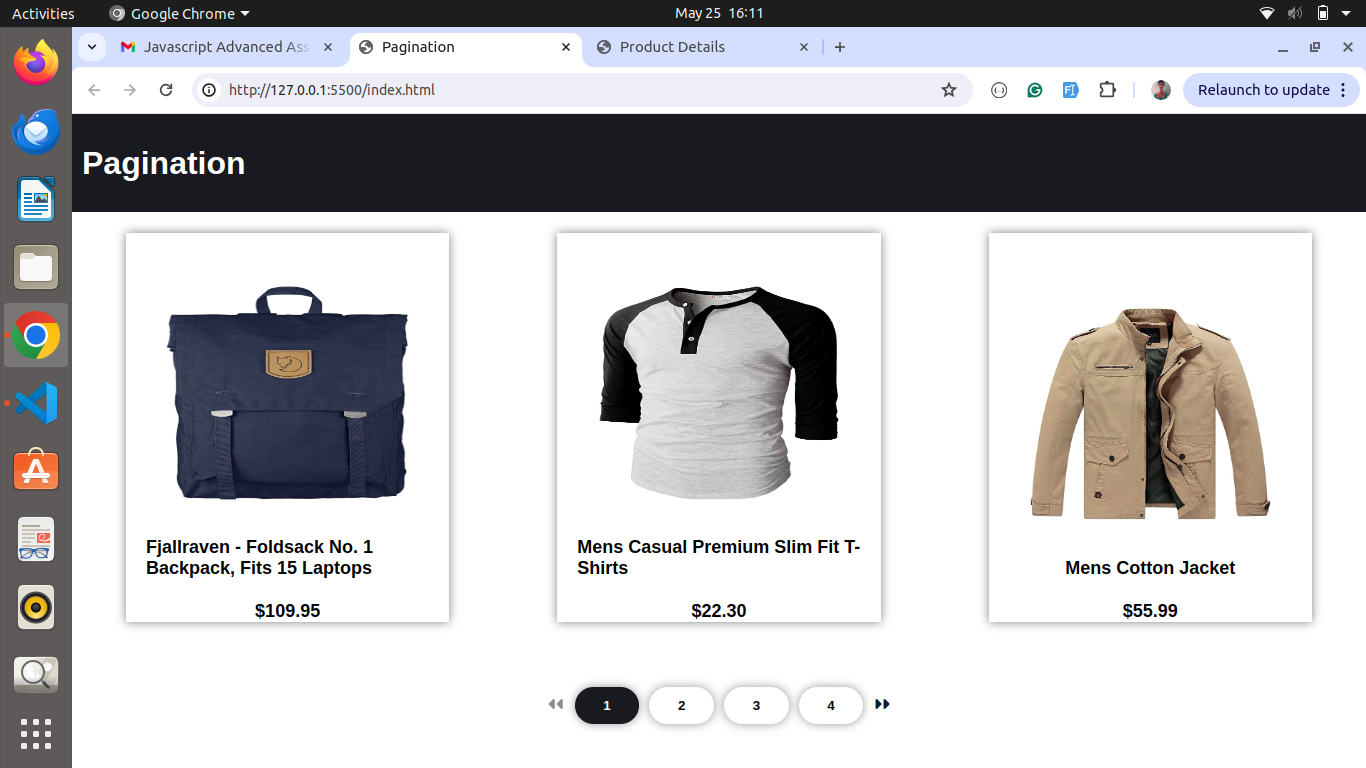 Activities
Google Chrome
May 25 16:11
Javascript Advanced Ass
Pagination
Product Details
http://127.0.0.1:5500/index.html
Relaunch to update
Pagination
Fjallraven - Foldsack No. 1
Backpack, Fits 15 Laptops
$109.95
Mens Casual Premium Slim Fit T-
Shirts
$22.30
Mens Cotton Jacket
$55.99
1 2 3 4